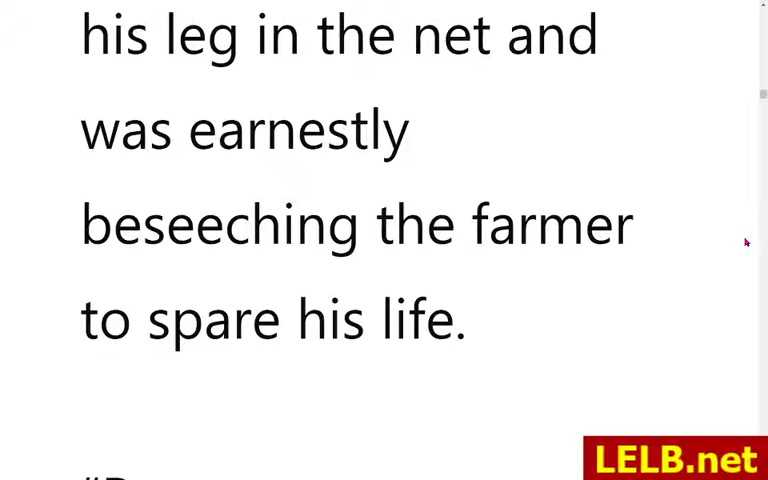 his leg in the net and
was earnestly
beseeching the farmer
to spare his life.
LELB.net